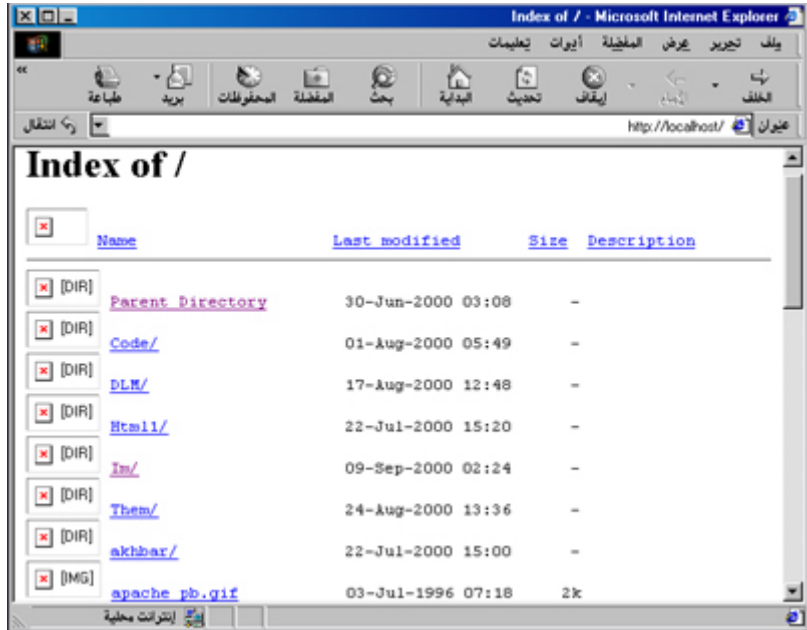 Index of / - Microsoft Internet Explorer
ملف تحرير عرض المفضلة أدوات تعليمات
الخلف الأمام إيقاف تحديث البداية بحث المفضلة المحفوظات بريد طباعة
عنوان http://localhost/ انتقال
Index of /
Name Last modified Size Description
[DIR] Parent Directory 30-Jun-2000 03:08 -
[DIR] Code/ 01-Aug-2000 05:49 -
[DIR] DLM/ 17-Aug-2000 12:48 -
[DIR] Html1/ 22-Jul-2000 15:20 -
[DIR] Im/ 09-Sep-2000 02:24 -
[DIR] Them/ 24-Aug-2000 13:36 -
[DIR] akhbar/ 22-Jul-2000 15:00 -
[IMG] apache_pb.gif 03-Jul-1996 07:18 2k
إنترانت محلية